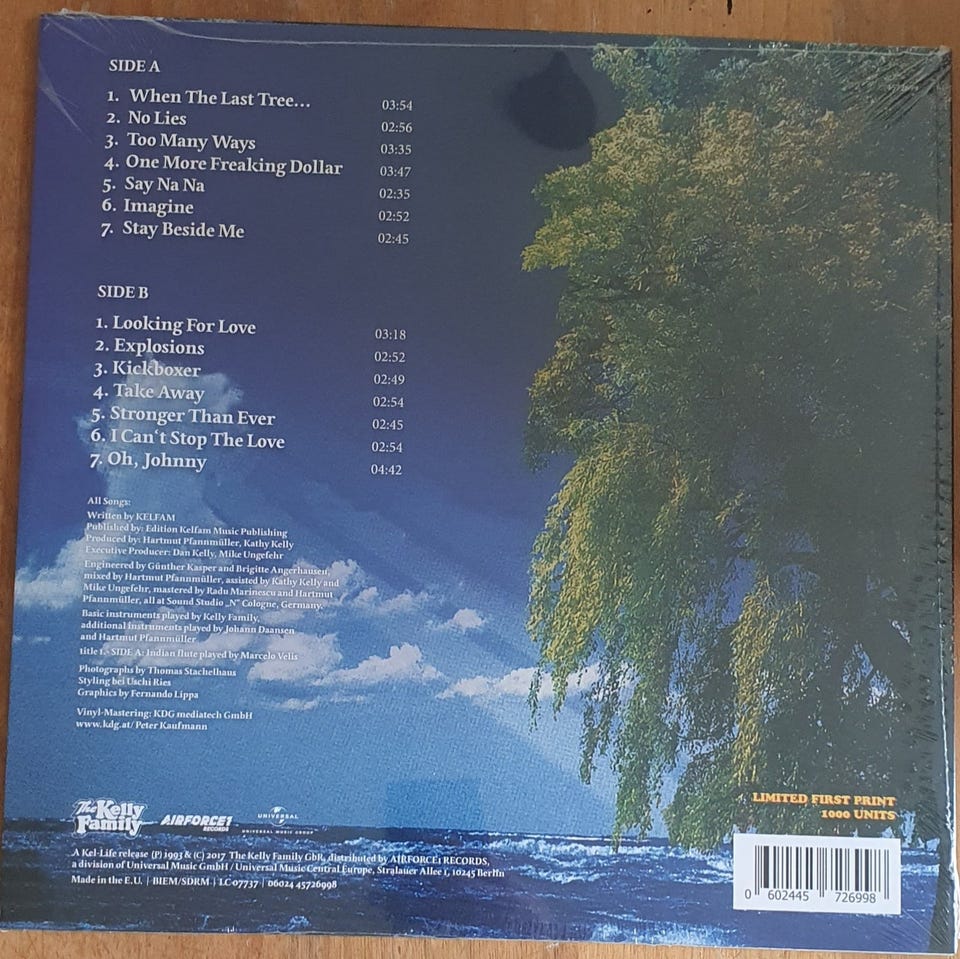 SIDE A
1. When The Last Tree... 03:54
2. No Lies 02:56
3. Too Many Ways 03:35
4. One More Freaking Dollar 03:47
5. Say Na Na 02:35
6. Imagine 02:52
7. Stay Beside Me 02:45
SIDE B
1. Looking For Love 03:18
2. Explosions 02:52
3. Kickboxer 02:49
4. Take Away 02:54
5. Stronger Than Ever 02:45
6. I Can't Stop The Love 02:54
7. Oh, Johnny 04:42
All Songs:
Written by KELFAM
Published by: Edition Kelfam Music Publishing
Produced by: Hartmut Pfannmüller, Kathy Kelly
Executive Producer: Dan Kelly, Mike Ungefehr
Engineered by Günther Kasper and Brigitte Angerhausen,
mixed by Hartmut Pfannmüller, assisted by Kathy Kelly and
Mike Ungefehr, mastered by Radu Marinescu and Hartmut
Pfannmüller, all at Sound Studio „N" Cologne, Germany.
Basic instruments played by Kelly Family,
additional instruments played by Johann Daansen
and Hartmut Pfannmüller
title 1.- SIDE A: Indian flute played by Marcelo Velis
Photographs by Thomas Stachelhaus
Styling bei Uschi Ries
Graphics by Fernando Lippa
Vinyl-Mastering: KDG mediatech GmbH
www.kdg.at/ Peter Kaufmann
LIMITED FIRST PRINT
1000 UNITS
The Kelly Family
AIRFORCE1 RECORDS
UNIVERSAL
UNIVERSAL MUSIC GROUP
A Kel-Life release (P) 1993 & (C) 2017 The Kelly Family GbR, distributed by AIRFORCE1 RECORDS,
a division of Universal Music GmbH / Universal Music Central Europe, Stralauer Allee 1, 10245 Berlin
Made in the E.U. | BIEM/SDRM | LC 07737 | 06024 45726998
0 602445 726998